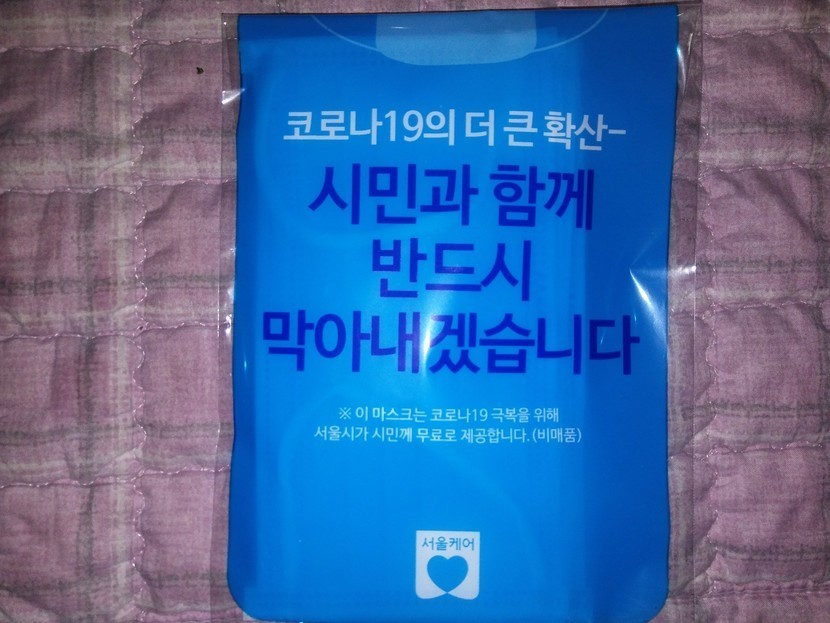 코로나19의 더 큰 확산-
시민과 함께
반드시
막아내겠습니다
※ 이 마스크는 코로나19 극복을 위해
서울시가 시민께 무료로 제공합니다.(비매품)
서울케어